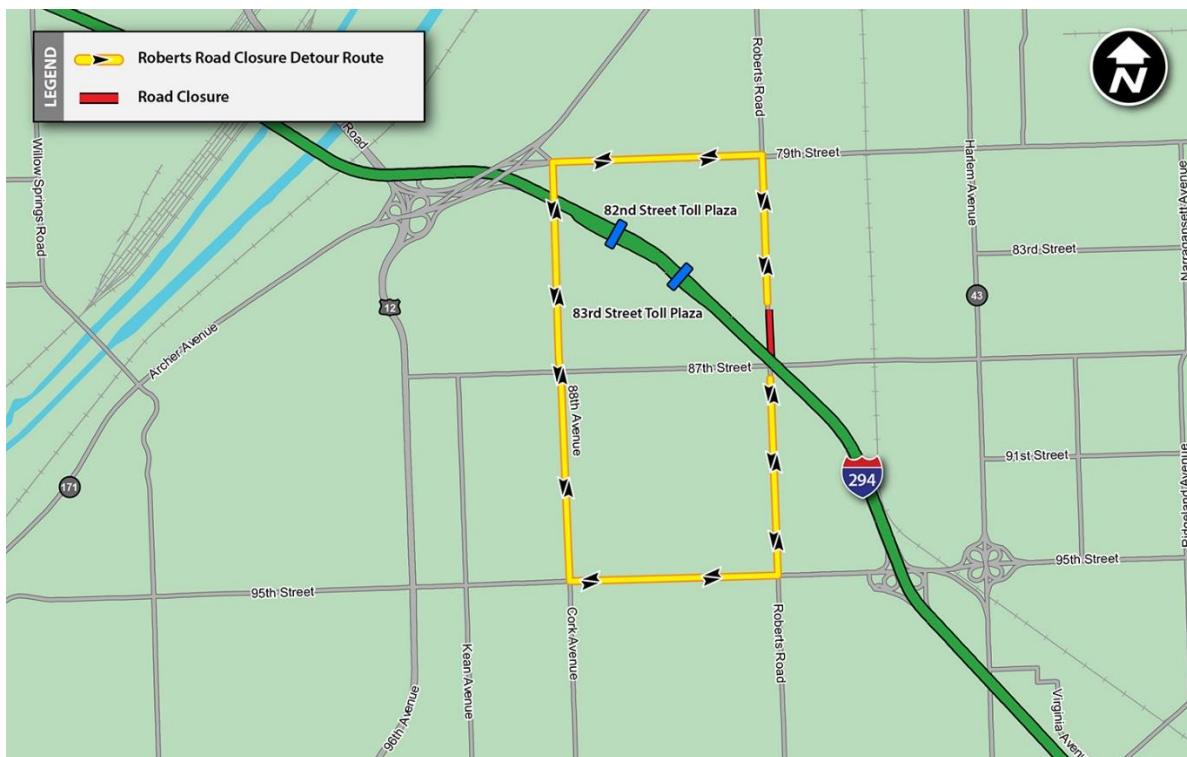 LEGEND
Roberts Road Closure Detour Route
Road Closure
N
Willow Springs Road
Road
Roberts Road
79th Street
Harlem Avenue
Narragansett Avenue
82nd Street Toll Plaza
83rd Street
12
83rd Street Toll Plaza
43
Archer Avenue
87th Street
88th Avenue
91st Street
294
171
Ridgeland Avenue
95th Street
95th Street
Cork Avenue
Roberts Road
Kean Avenue
96th Avenue
Virginia Avenue